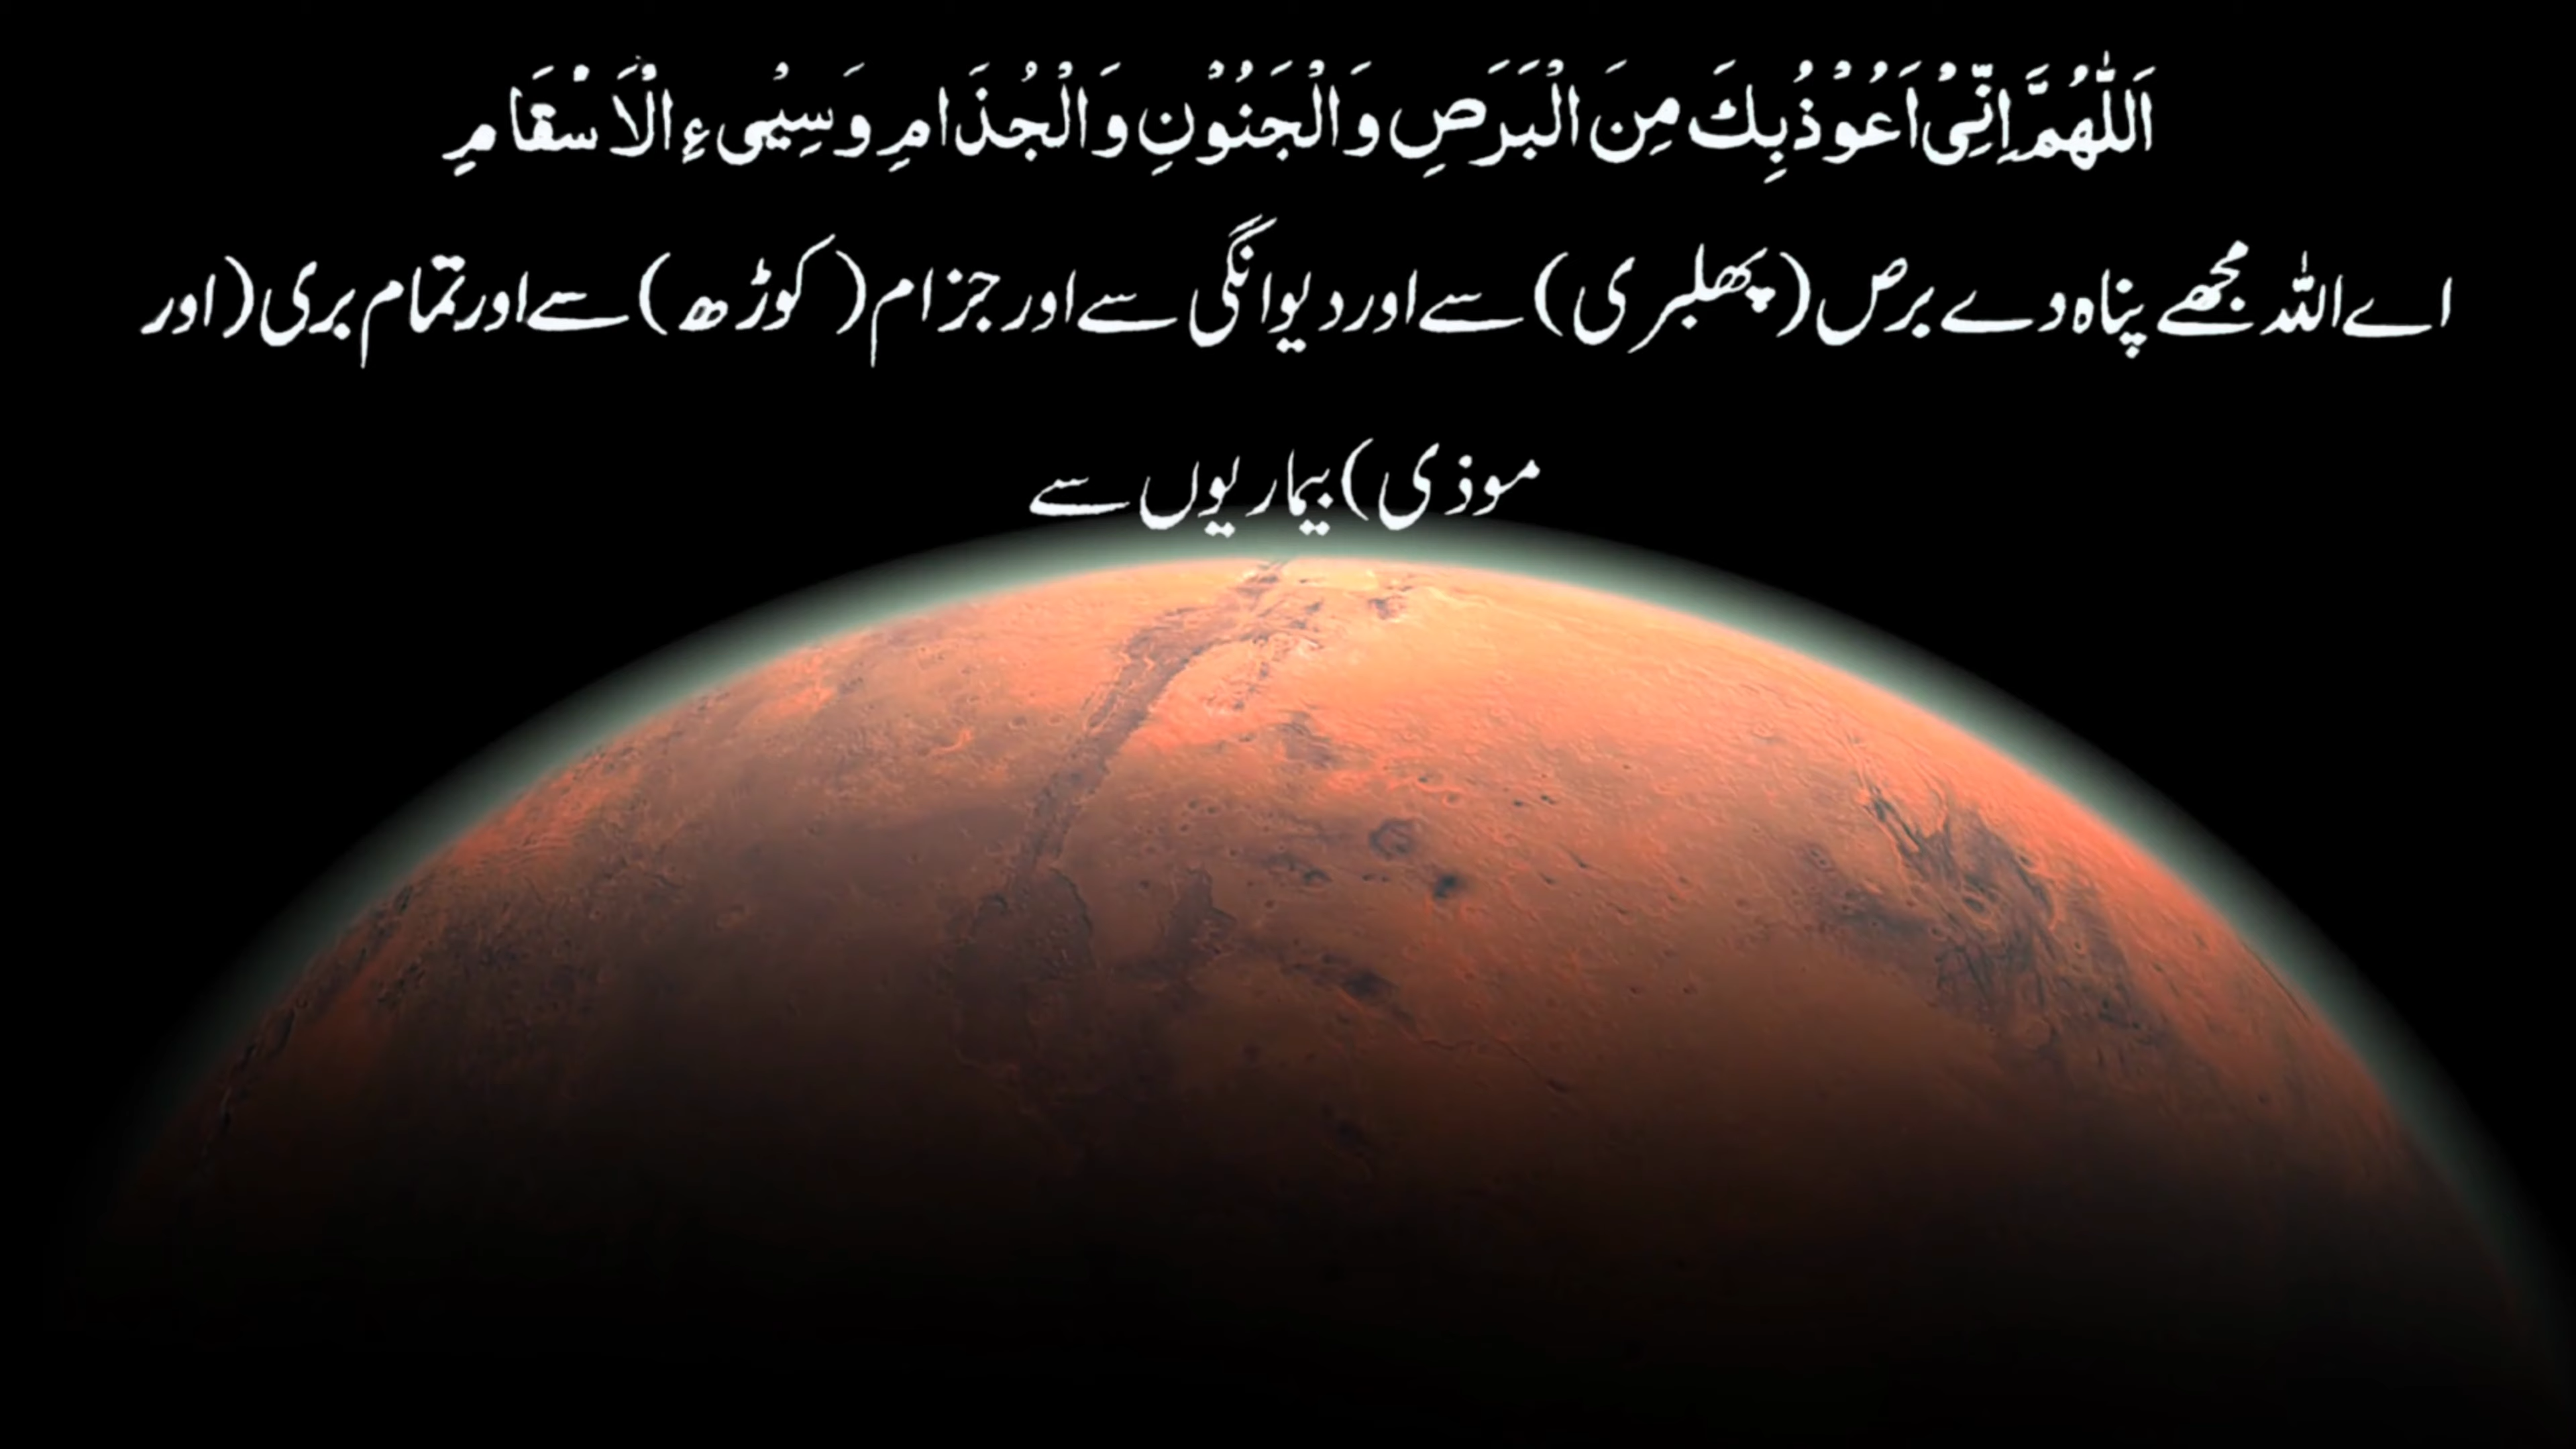 اَللّٰهُمَّ اِنِّیْ اَعُوْذُ بِكَ مِنَ الْبَرَصِ وَ الْجَنُوْنِ وَ الْجُذَامِ وَ سِیْیءِ الْاَسْقَامِ
اے اللہ مجھے پناہ دے برص (پھلبری) سے اور دیوانگی سے اور جزام (کوڑھ) سے اور تمام بری (اور
موذی) بیماریوں سے